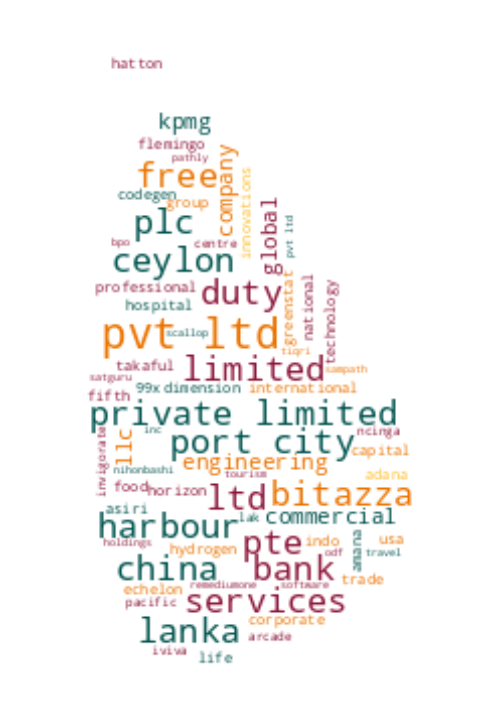 hatton
kpmg
flemingo
pathly
free
company
innovations
codegen
group
plc
global
pvt ltd
bpo
centre
ceylon
professional
duty
greenstat
national
technology
hospital
pvt ltd
scallop
tiqri
takaful
limited
sampath
satguru
99x
dimension
international
fifth
private limited
invigorate
llc
inc
port city
ncinga
capital
engineering
nihonbashi
tourism
adana
food
horizon
ltd
bitazza
asiri
harbour
lak
commercial
holdings
hydrogen
pte
indo
amana
usa
odf
travel
china
bank
trade
echelon
remediumone
software
pacific
services
corporate
lanka
arcade
iviva
life